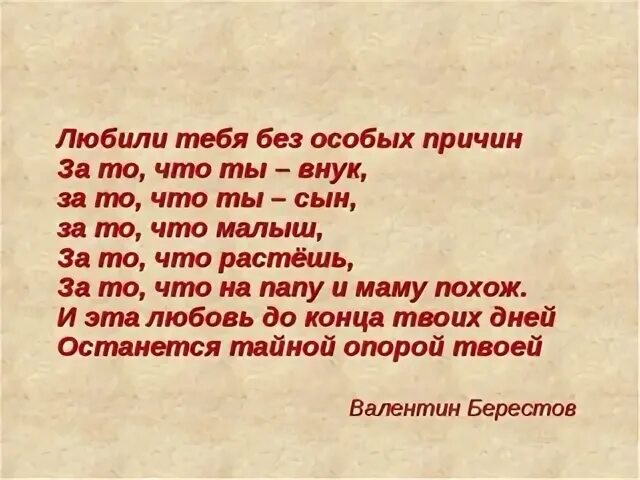 Любили тебя без особых причин
За то, что ты – внук,
за то, что ты – сын,
за то, что малыш,
За то, что растёшь,
За то, что на папу и маму похож.
И эта любовь до конца твоих дней
Останется тайной опорой твоей
Валентин Берестов